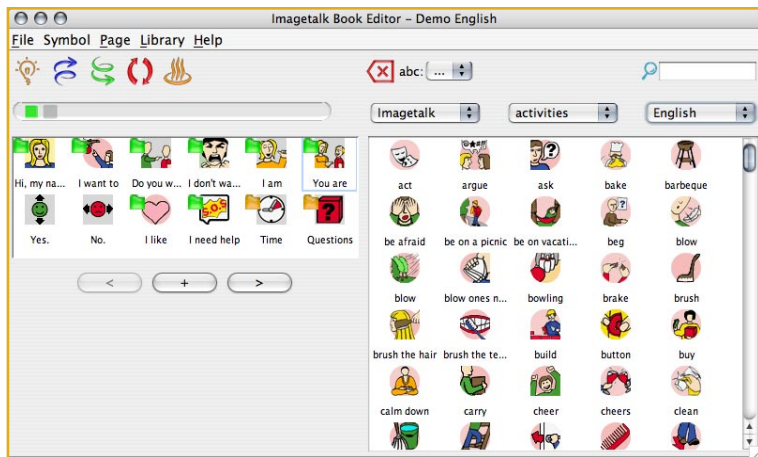 Imagetalk Book Editor – Demo English
File Symbol Page Library Help
abc: ...
Imagetalk activities English
Hi, my na... I want to Do you w... I don't wa... I am You are
S.O.S
?
Yes. No. I like I need help Time Questions
< + >
?
act argue ask bake barbeque
?
be afraid be on a picnic be on vacati... beg blow
blow blow ones n... bowling brake brush
brush the hair brush the te... build button buy
calm down carry cheer cheers clean